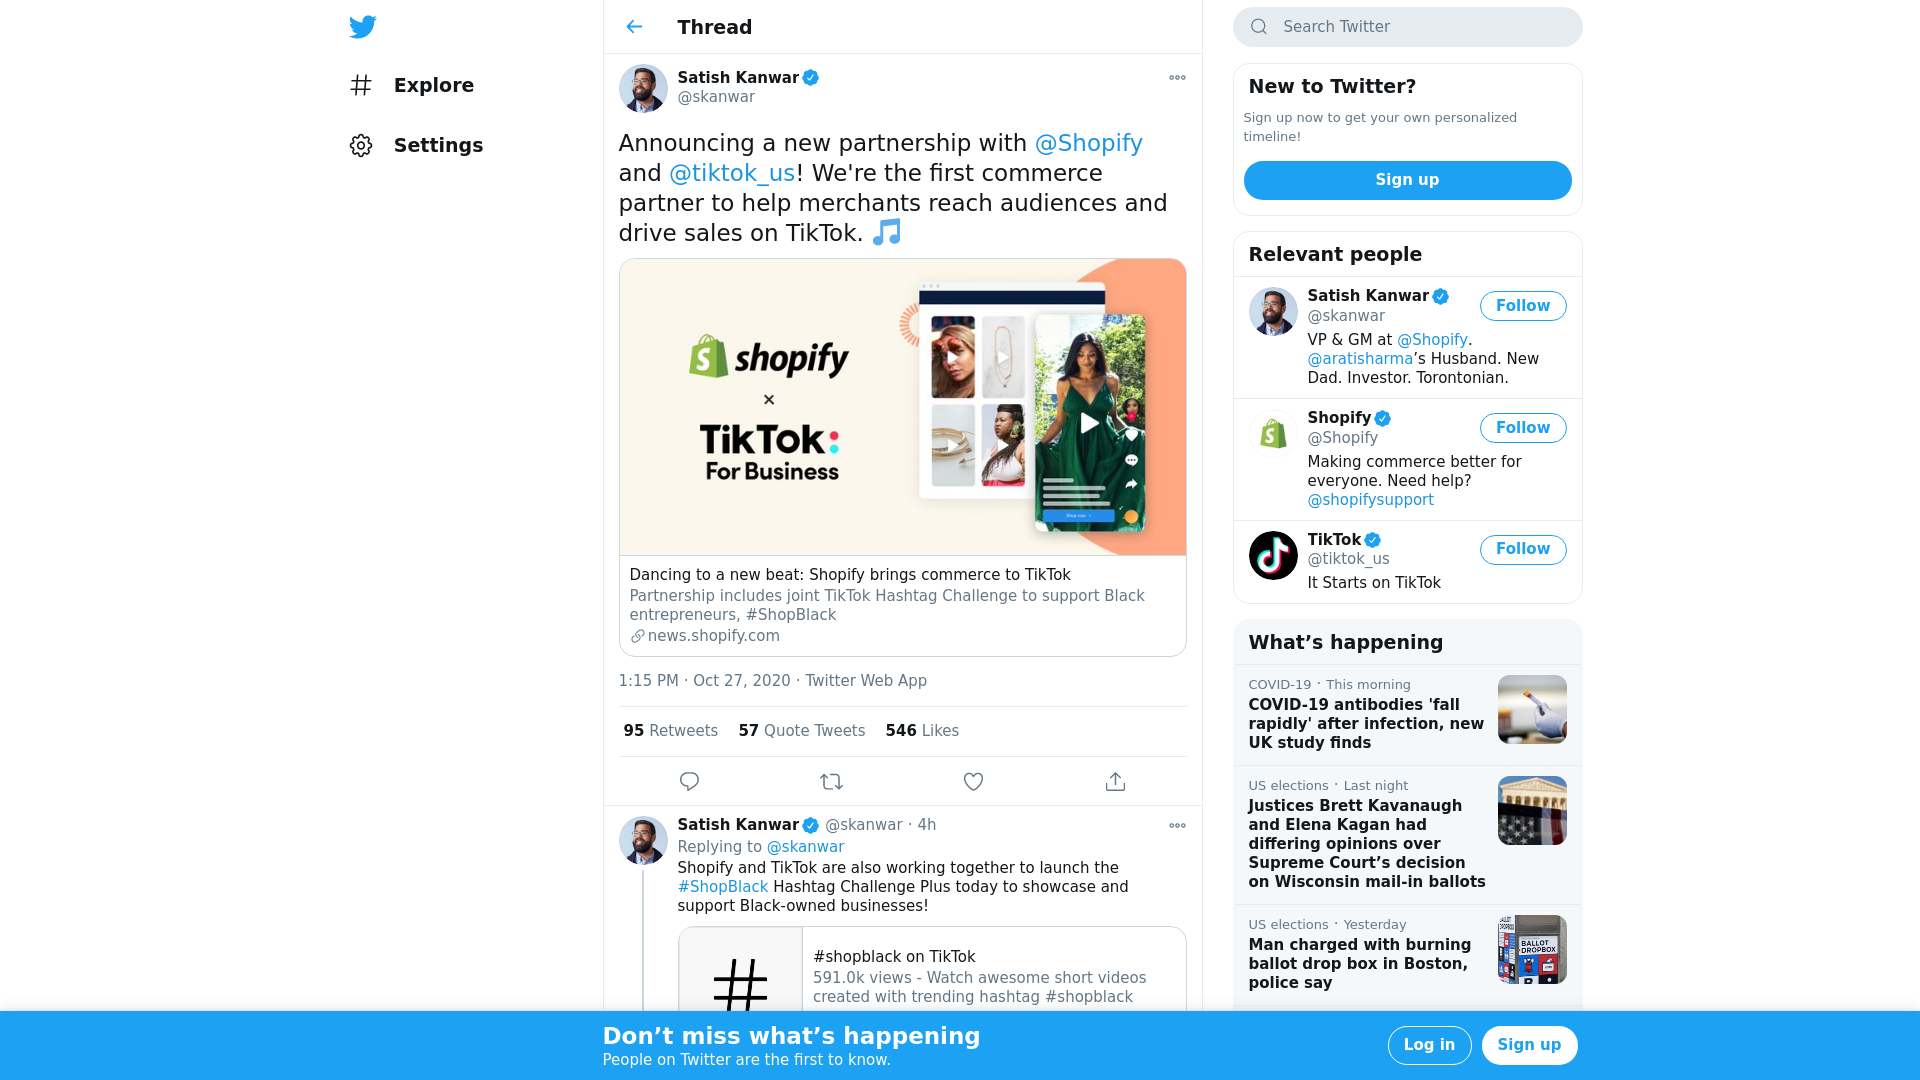 Explore
Settings
Thread
Satish Kanwar
@skanwar
Announcing a new partnership with @Shopify
and @tiktok_us! We're the first commerce
partner to help merchants reach audiences and
drive sales on TikTok. 🎵
shopify
×
TikTok:
For Business
Shop now
Dancing to a new beat: Shopify brings commerce to TikTok
Partnership includes joint TikTok Hashtag Challenge to support Black
entrepreneurs, #ShopBlack
news.shopify.com
1:15 PM · Oct 27, 2020 · Twitter Web App
95 Retweets 57 Quote Tweets 546 Likes
Satish Kanwar @skanwar · 4h
Replying to @skanwar
Shopify and TikTok are also working together to launch the
#ShopBlack Hashtag Challenge Plus today to showcase and
support Black-owned businesses!
#
#shopblack on TikTok
591.0k views - Watch awesome short videos
created with trending hashtag #shopblack
Search Twitter
New to Twitter?
Sign up now to get your own personalized
timeline!
Sign up
Relevant people
Satish Kanwar
@skanwar
Follow
VP & GM at @Shopify.
@aratisharma’s Husband. New
Dad. Investor. Torontonian.
Shopify
@Shopify
Follow
Making commerce better for
everyone. Need help?
@shopifysupport
TikTok
@tiktok_us
Follow
It Starts on TikTok
What’s happening
COVID-19 · This morning
COVID-19 antibodies 'fall
rapidly' after infection, new
UK study finds
US elections · Last night
Justices Brett Kavanaugh
and Elena Kagan had
differing opinions over
Supreme Court’s decision
on Wisconsin mail-in ballots
US elections · Yesterday
Man charged with burning
ballot drop box in Boston,
police say
BALLOT
DROPBOX
Don’t miss what’s happening
People on Twitter are the first to know.
Log in
Sign up